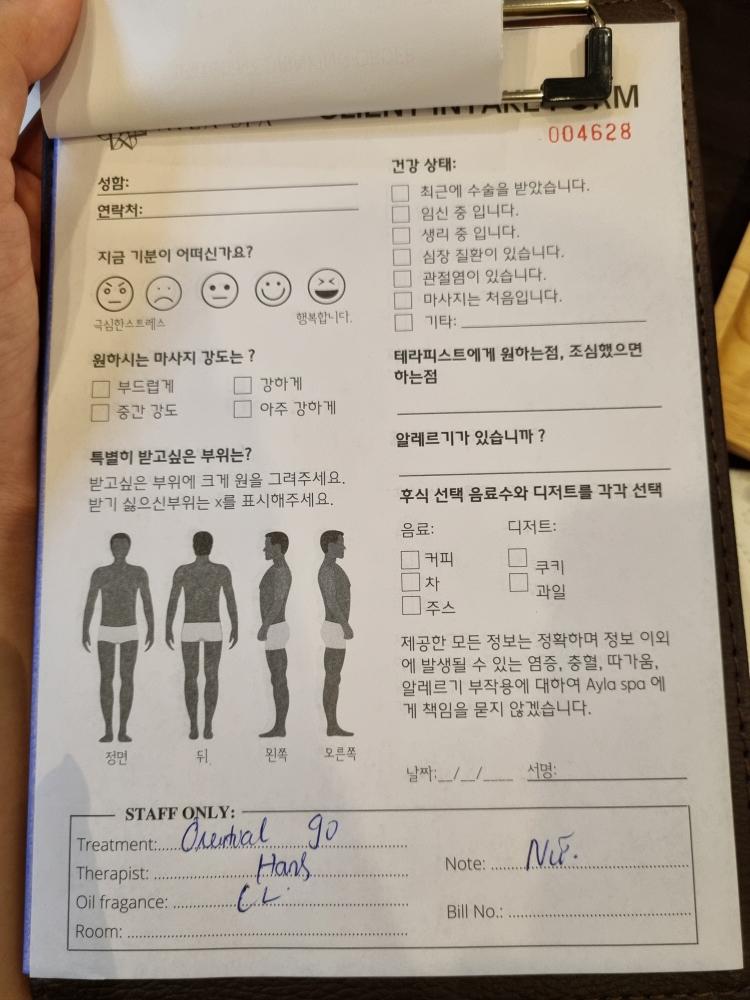 CLIENT INTAKE FORM
004628
성함:
연락처:
지금 기분이 어떠신가요?
극심한스트레스
행복합니다.
원하시는 마사지 강도는 ?
부드럽게
강하게
중간 강도
아주 강하게
특별히 받고싶은 부위는?
받고싶은 부위에 크게 원을 그려주세요.
받기 싫으신부위는 x를 표시해주세요.
정면
뒤
왼쪽
오른쪽
건강 상태:
최근에 수술을 받았습니다.
임신 중 입니다.
생리 중 입니다.
심장 질환이 있습니다.
관절염이 있습니다.
마사지는 처음입니다.
기타:
테라피스트에게 원하는점, 조심했으면
하는점
알레르기가 있습니까 ?
후식 선택 음료수와 디저트를 각각 선택
음료:
디저트:
커피
쿠키
차
과일
주스
제공한 모든 정보는 정확하며 정보 이외
에 발생될 수 있는 염증, 충혈, 따가움,
알레르기 부작용에 대하여 Ayla spa 에
게 책임을 묻지 않겠습니다.
날짜:__/__/____ 서명:
STAFF ONLY:
Treatment: Oriental 90
Therapist:
Oil fragance:
Room:
Note:
Bill No.: